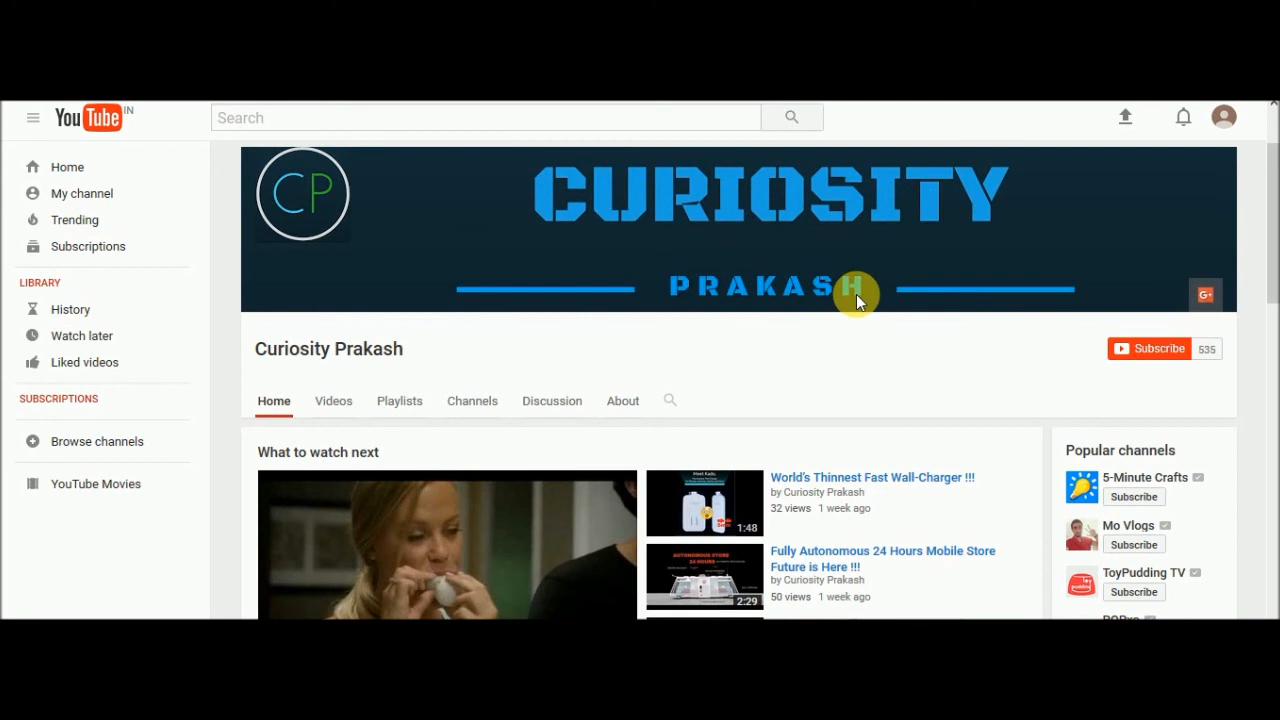 YouTube IN
Search
Home
My channel
Trending
Subscriptions
LIBRARY
History
Watch later
Liked videos
SUBSCRIPTIONS
Browse channels
YouTube Movies
CP
CURIOSITY
PRAKASH
G+
Curiosity Prakash
Subscribe 535
Home Videos Playlists Channels Discussion About
What to watch next
1:48
World's Thinnest Fast Wall-Charger !!!
by Curiosity Prakash
32 views 1 week ago
AUTONOMOUS STORE
24 HOURS
2:29
Fully Autonomous 24 Hours Mobile Store
Future is Here !!!
by Curiosity Prakash
50 views 1 week ago
Popular channels
5-Minute Crafts
Subscribe
Mo Vlogs
Subscribe
ToyPudding TV
Subscribe